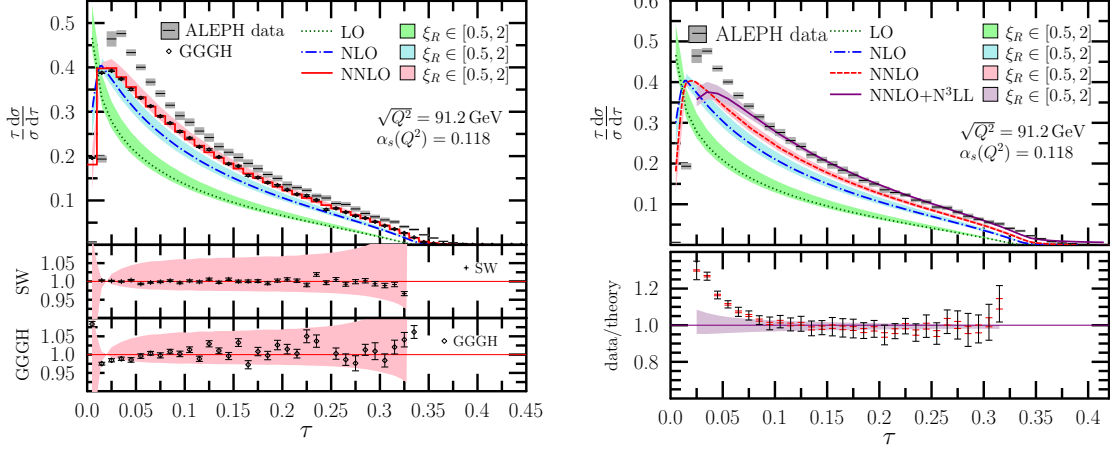 ALEPH data
GGGH
LO
NLO
NNLO
ξR ∈ [0.5, 2]
ξR ∈ [0.5, 2]
ξR ∈ [0.5, 2]
√Q² = 91.2 GeV
αs(Q²) = 0.118
τ/σ dσ/dτ
0.5
0.4
0.3
0.2
0.1
SW
1.05
1.0
0.95
SW
GGGH
1.05
1.0
0.95
GGGH
0.0 0.05 0.1 0.15 0.2 0.25 0.3 0.35 0.4 0.45
τ
ALEPH data
LO
NLO
NNLO
NNLO+N³LL
ξR ∈ [0.5, 2]
ξR ∈ [0.5, 2]
ξR ∈ [0.5, 2]
ξR ∈ [0.5, 2]
√Q² = 91.2 GeV
αs(Q²) = 0.118
τ/σ dσ/dτ
0.5
0.4
0.3
0.2
0.1
data/theory
1.2
1.0
0.8
0.6
0.0 0.05 0.1 0.15 0.2 0.25 0.3 0.35 0.4
τ